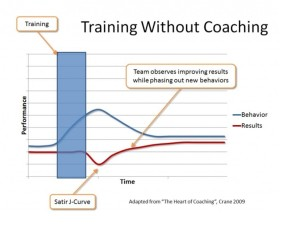 Training
Training Without Coaching
Team observes improving results
while phasing out new behaviors
Performance
Behavior
Results
Time
Satir J-Curve
Adapted from "The Heart of Coaching", Crane 2009